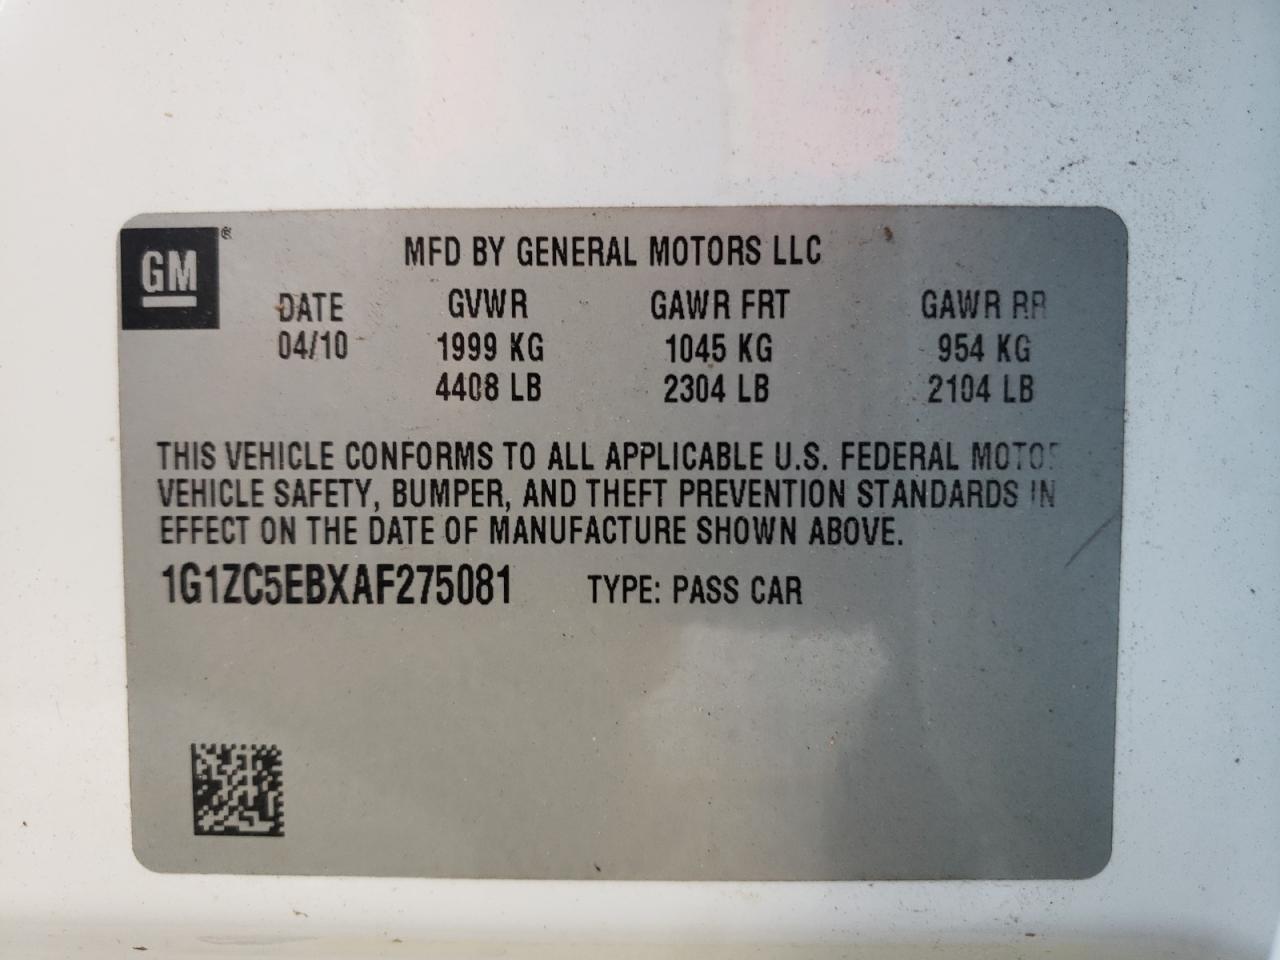 GM ®
MFD BY GENERAL MOTORS LLC
DATE GVWR GAWR FRT GAWR RR
04/10 1999 KG 1045 KG 954 KG
4408 LB 2304 LB 2104 LB
THIS VEHICLE CONFORMS TO ALL APPLICABLE U.S. FEDERAL MOTOR
VEHICLE SAFETY, BUMPER, AND THEFT PREVENTION STANDARDS IN
EFFECT ON THE DATE OF MANUFACTURE SHOWN ABOVE.
1G1ZC5EBXAF275081 TYPE: PASS CAR